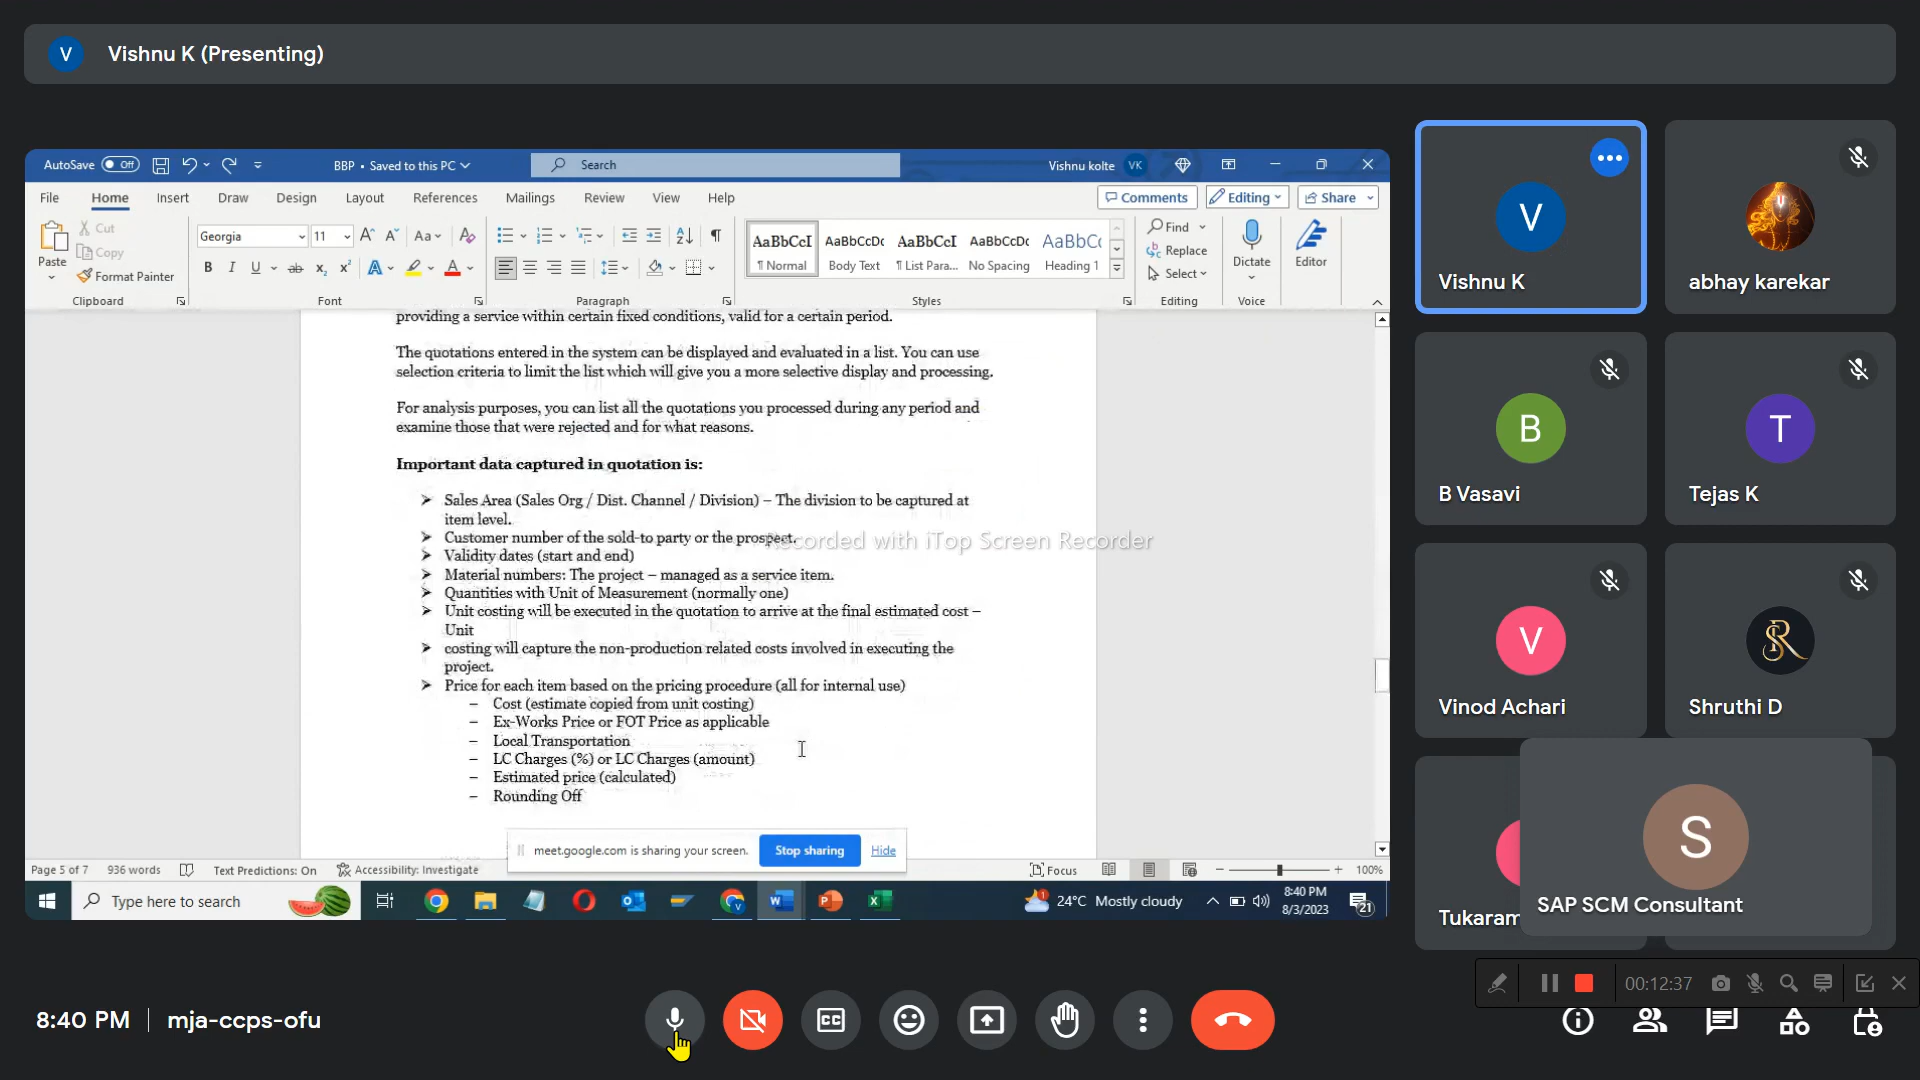 V Vishnu K (Presenting)
AutoSave Off BBP • Saved to this PC Search Vishnu kolte VK
File Home Insert Draw Design Layout References Mailings Review View Help Comments Editing Share
Paste Cut Copy Format Painter
Georgia 11 Aa
B I U ab x₂ x² A A
AaBbCcI ¶ Normal
AaBbCcDc Body Text
AaBbCcI ¶ List Para...
AaBbCcDc No Spacing
AaBbCc Heading 1
Find Replace Select
Dictate Editor
Clipboard Font Paragraph Styles Editing Voice
providing a service within certain fixed conditions, valid for a certain period.
The quotations entered in the system can be displayed and evaluated in a list. You can use
selection criteria to limit the list which will give you a more selective display and processing.
For analysis purposes, you can list all the quotations you processed during any period and
examine those that were rejected and for what reasons.
Important data captured in quotation is:
➢ Sales Area (Sales Org / Dist. Channel / Division) – The division to be captured at
item level.
➢ Customer number of the sold-to party or the prospect.
➢ Validity dates (start and end)
➢ Material numbers: The project – managed as a service item.
➢ Quantities with Unit of Measurement (normally one)
➢ Unit costing will be executed in the quotation to arrive at the final estimated cost –
Unit
➢ costing will capture the non-production related costs involved in executing the
project.
➢ Price for each item based on the pricing procedure (all for internal use)
– Cost (estimate copied from unit costing)
– Ex-Works Price or FOT Price as applicable
– Local Transportation
– LC Charges (%) or LC Charges (amount)
– Estimated price (calculated)
– Rounding Off
Recorded with iTop Screen Recorder
meet.google.com is sharing your screen. Stop sharing Hide
Page 5 of 7 936 words Text Predictions: On Accessibility: Investigate Focus 100%
Type here to search 24°C Mostly cloudy 8:40 PM
8/3/2023 21
V
Vishnu K
abhay karekar
B
B Vasavi
T
Tejas K
V
Vinod Achari
SR
Shruthi D
Tukaram
S
SAP SCM Consultant
00:12:37
8:40 PM mja-ccps-ofu
CC